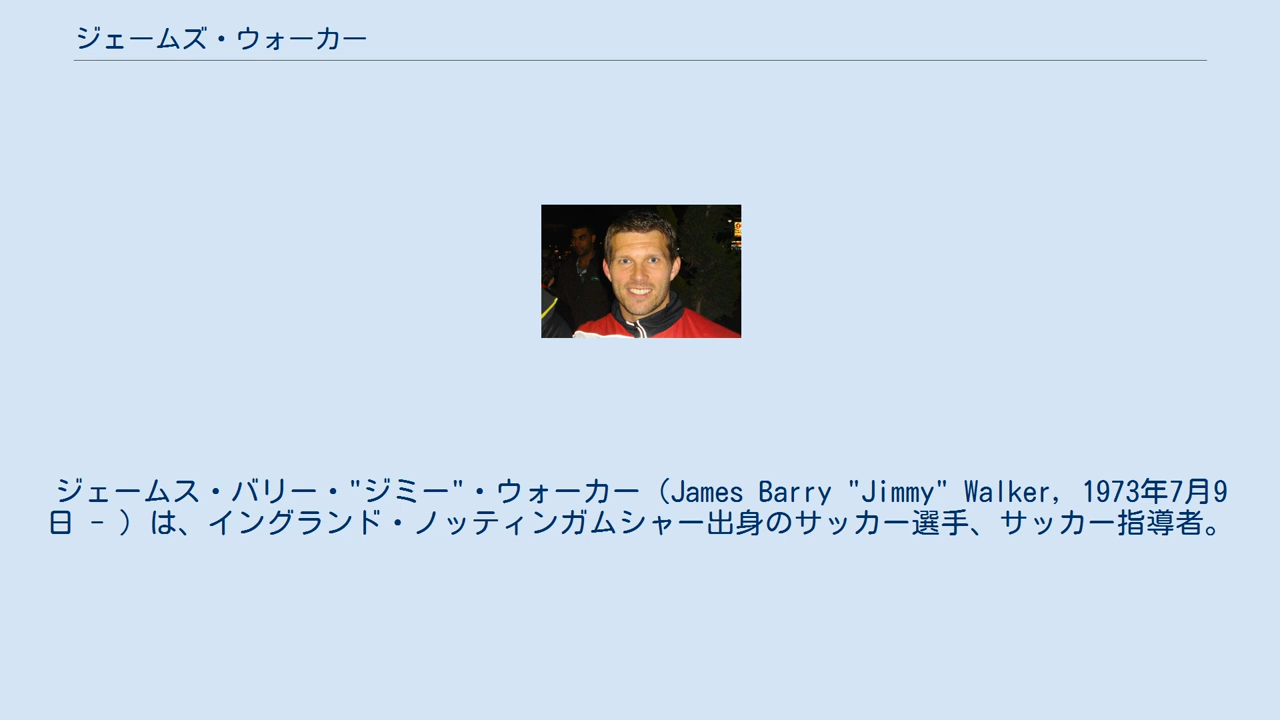 ジェームズ・ウォーカー
ジェームス・バリー・"ジミー"・ウォーカー（James Barry "Jimmy" Walker, 1973年7月9
日 - ）は、イングランド・ノッティンガムシャー出身のサッカー選手、サッカー指導者。